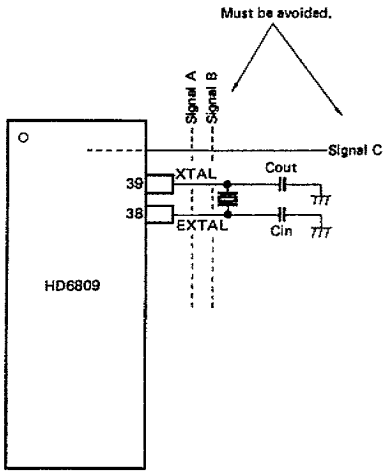 Must be avoided.
Signal A
Signal B
Signal C
Cout
39
XTAL
38
EXTAL
Cin
HD6809